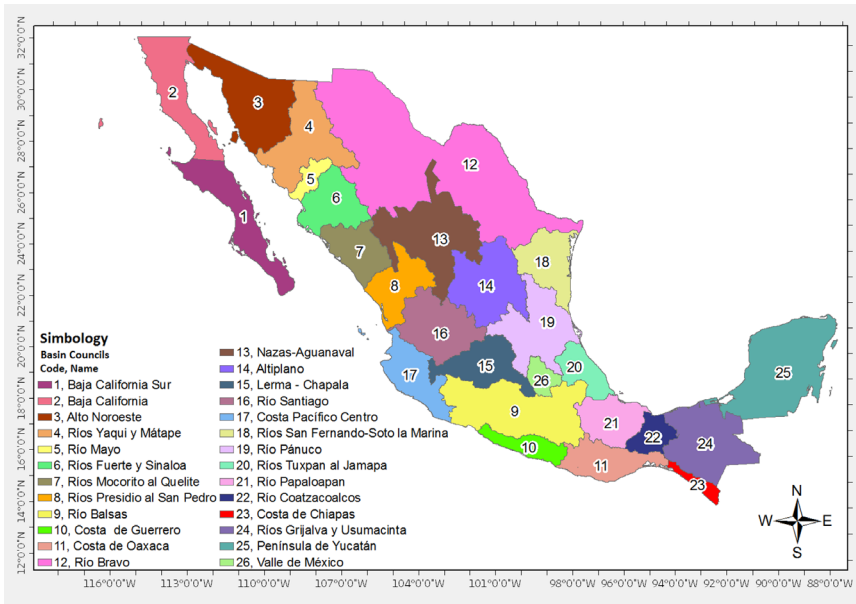 32°0'0"N
30°0'0"N
28°0'0"N
26°0'0"N
24°0'0"N
22°0'0"N
20°0'0"N
18°0'0"N
16°0'0"N
14°0'0"N
12°0'0"N
2
3
4
12
5
6
1
7
13
18
8
14
19
16
15
20
25
17
26
9
21
22
24
10
11
23
Simbology
Basin Councils
Code, Name
1, Baja California Sur
2, Baja California
3, Alto Noroeste
4, Ríos Yaqui y Mátape
5, Río Mayo
6, Ríos Fuerte y Sinaloa
7, Ríos Mocorito al Quelite
8, Ríos Presidio al San Pedro
9, Río Balsas
10, Costa de Guerrero
11, Costa de Oaxaca
12, Río Bravo
13, Nazas-Aguanaval
14, Altiplano
15, Lerma - Chapala
16, Río Santiago
17, Costa Pacífico Centro
18, Ríos San Fernando-Soto la Marina
19, Río Pánuco
20, Ríos Tuxpan al Jamapa
21, Río Papaloapan
22, Río Coatzacoalcos
23, Costa de Chiapas
24, Ríos Grijalva y Usumacinta
25, Península de Yucatán
26, Valle de México
N
W E
S
116°0'0"W 113°0'0"W 110°0'0"W 107°0'0"W 104°0'0"W 101°0'0"W 98°0'0"W 96°0'0"W 94°0'0"W 92°0'0"W 90°0'0"W 88°0'0"W